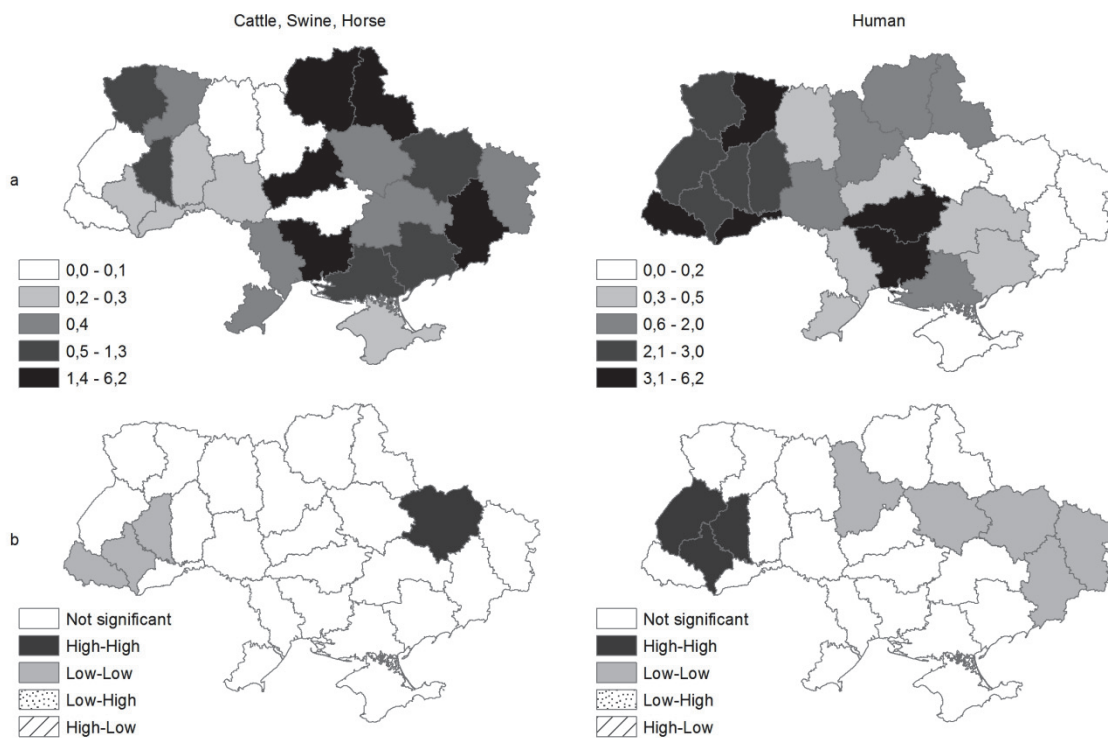 Cattle, Swine, Horse
Human
a
0,0 - 0,1
0,2 - 0,3
0,4
0,5 - 1,3
1,4 - 6,2
0,0 - 0,2
0,3 - 0,5
0,6 - 2,0
2,1 - 3,0
3,1 - 6,2
b
Not significant
High-High
Low-Low
Low-High
High-Low
Not significant
High-High
Low-Low
Low-High
High-Low